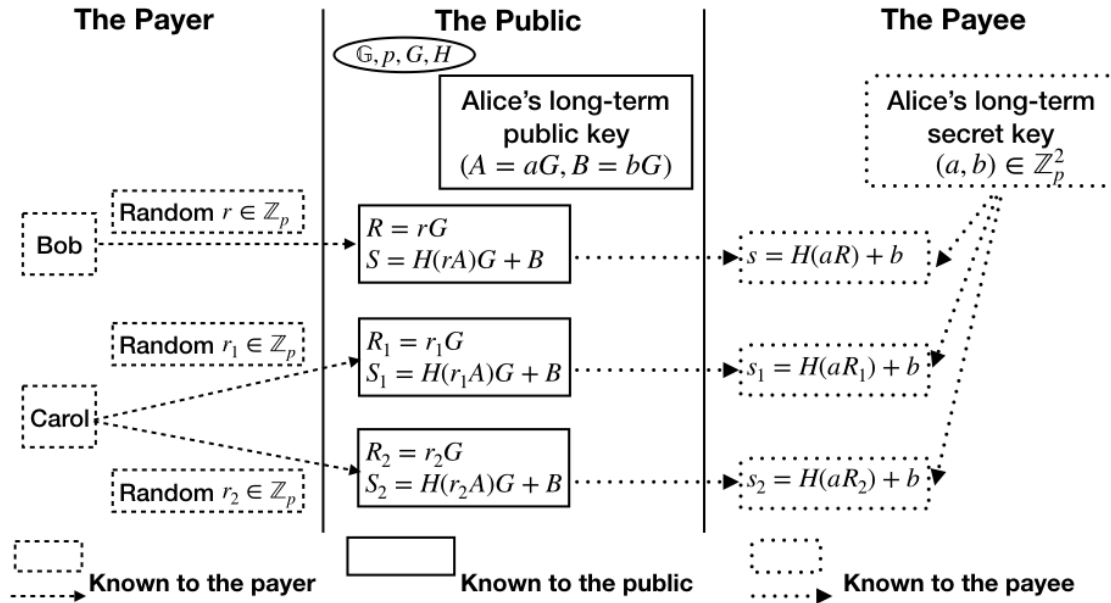 The Payer
The Public
The Payee
𝔾, p, G, H
Alice's long-term
public key
(A = aG, B = bG)
Alice's long-term
secret key
(a, b) ∈ ℤ_p^2
Random r ∈ ℤ_p
Bob
R = rG
S = H(rA)G + B
s = H(aR) + b
Random r_1 ∈ ℤ_p
R_1 = r_1G
S_1 = H(r_1A)G + B
s_1 = H(aR_1) + b
Carol
R_2 = r_2G
S_2 = H(r_2A)G + B
s_2 = H(aR_2) + b
Random r_2 ∈ ℤ_p
Known to the payer
Known to the public
Known to the payee